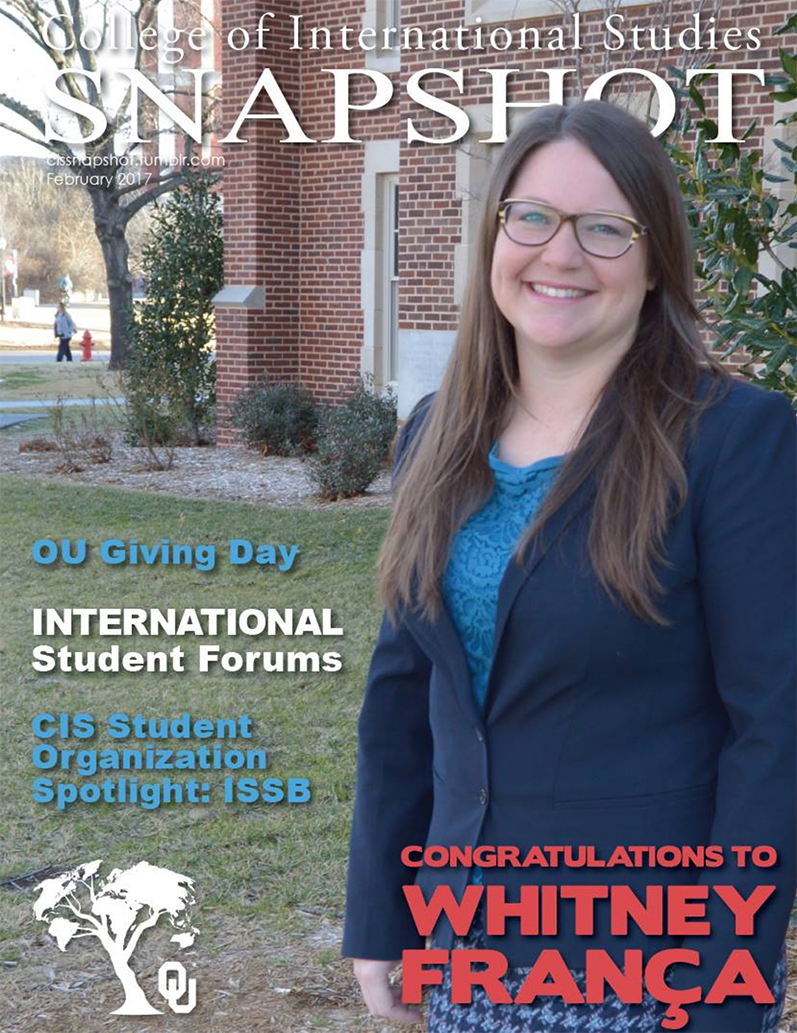 College of International Studies
SNAPSHOT
cissnapshot.tumblr.com
February 2017
OU Giving Day
INTERNATIONAL
Student Forums
CIS Student
Organization
Spotlight: ISSB
CONGRATULATIONS TO
WHITNEY
FRANÇA
OU